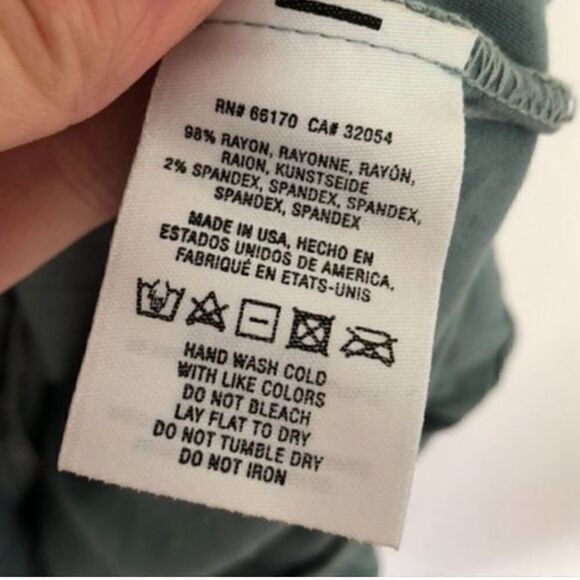 RN# 66170 CA# 32054
98% RAYON, RAYONNE, RAYÓN,
RAION, KUNSTSEIDE
2% SPANDEX, SPANDEX, SPANDEX,
SPANDEX, SPANDEX
MADE IN USA, HECHO EN
ESTADOS UNIDOS DE AMERICA,
FABRIQUÉ EN ETATS-UNIS
HAND WASH COLD
WITH LIKE COLORS
DO NOT BLEACH
LAY FLAT TO DRY
DO NOT TUMBLE DRY
DO NOT IRON